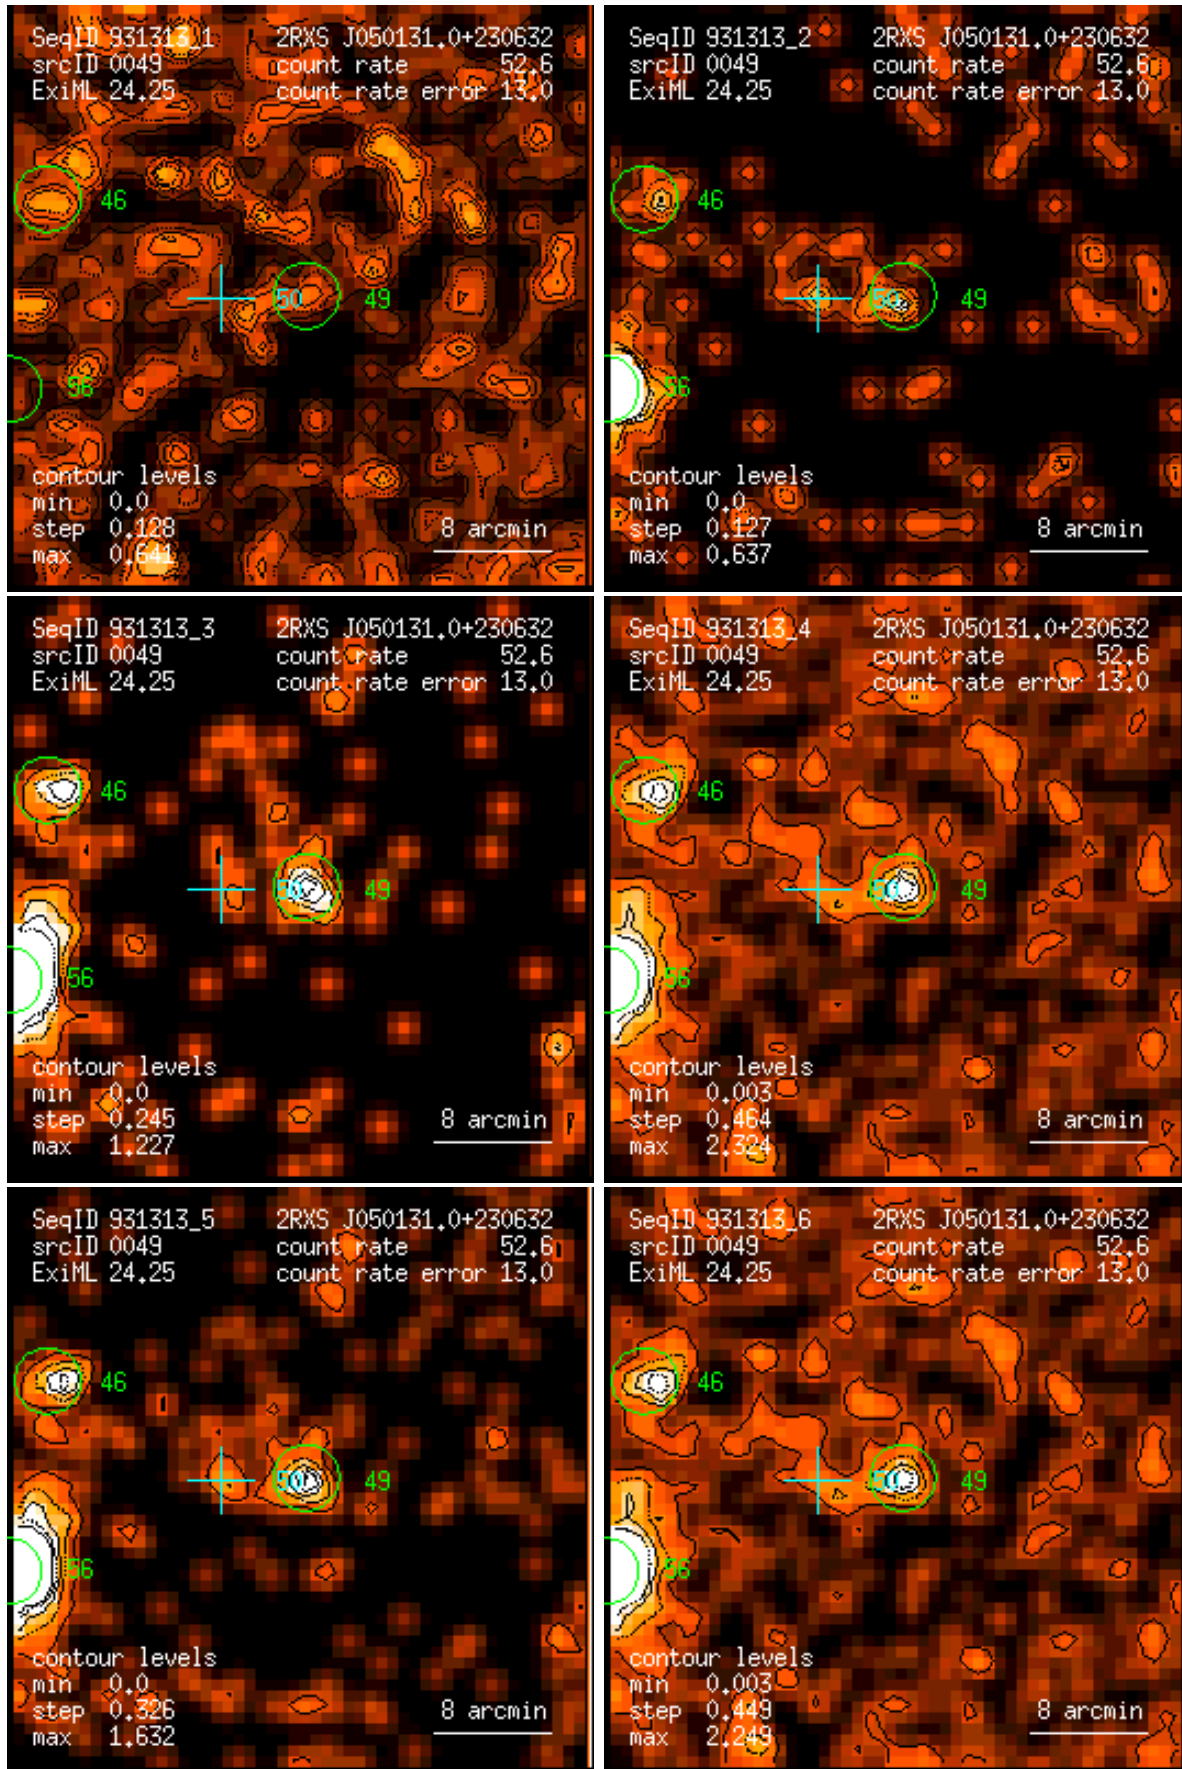 SeqID 931313_1 2RXS J050131.0+230632
srcID 0049 count rate 52.6
ExiML 24.25 count rate error 13.0
46
50
49
56
contour levels
min 0.0
step 0.128
max 0.641
8 arcmin
SeqID 931313_2 2RXS J050131.0+230632
srcID 0049 count rate 52.6
ExiML 24.25 count rate error 13.0
46
50
49
56
contour levels
min 0.0
step 0.127
max 0.637
8 arcmin
SeqID 931313_3 2RXS J050131.0+230632
srcID 0049 count rate 52.6
ExiML 24.25 count rate error 13.0
46
50
49
56
contour levels
min 0.0
step 0.245
max 1.227
8 arcmin
SeqID 931313_4 2RXS J050131.0+230632
srcID 0049 count rate 52.6
ExiML 24.25 count rate error 13.0
46
50
49
56
contour levels
min 0.003
step 0.464
max 2.324
8 arcmin
SeqID 931313_5 2RXS J050131.0+230632
srcID 0049 count rate 52.6
ExiML 24.25 count rate error 13.0
46
50
49
56
contour levels
min 0.0
step 0.326
max 1.632
8 arcmin
SeqID 931313_6 2RXS J050131.0+230632
srcID 0049 count rate 52.6
ExiML 24.25 count rate error 13.0
46
50
49
56
contour levels
min 0.003
step 0.449
max 2.249
8 arcmin